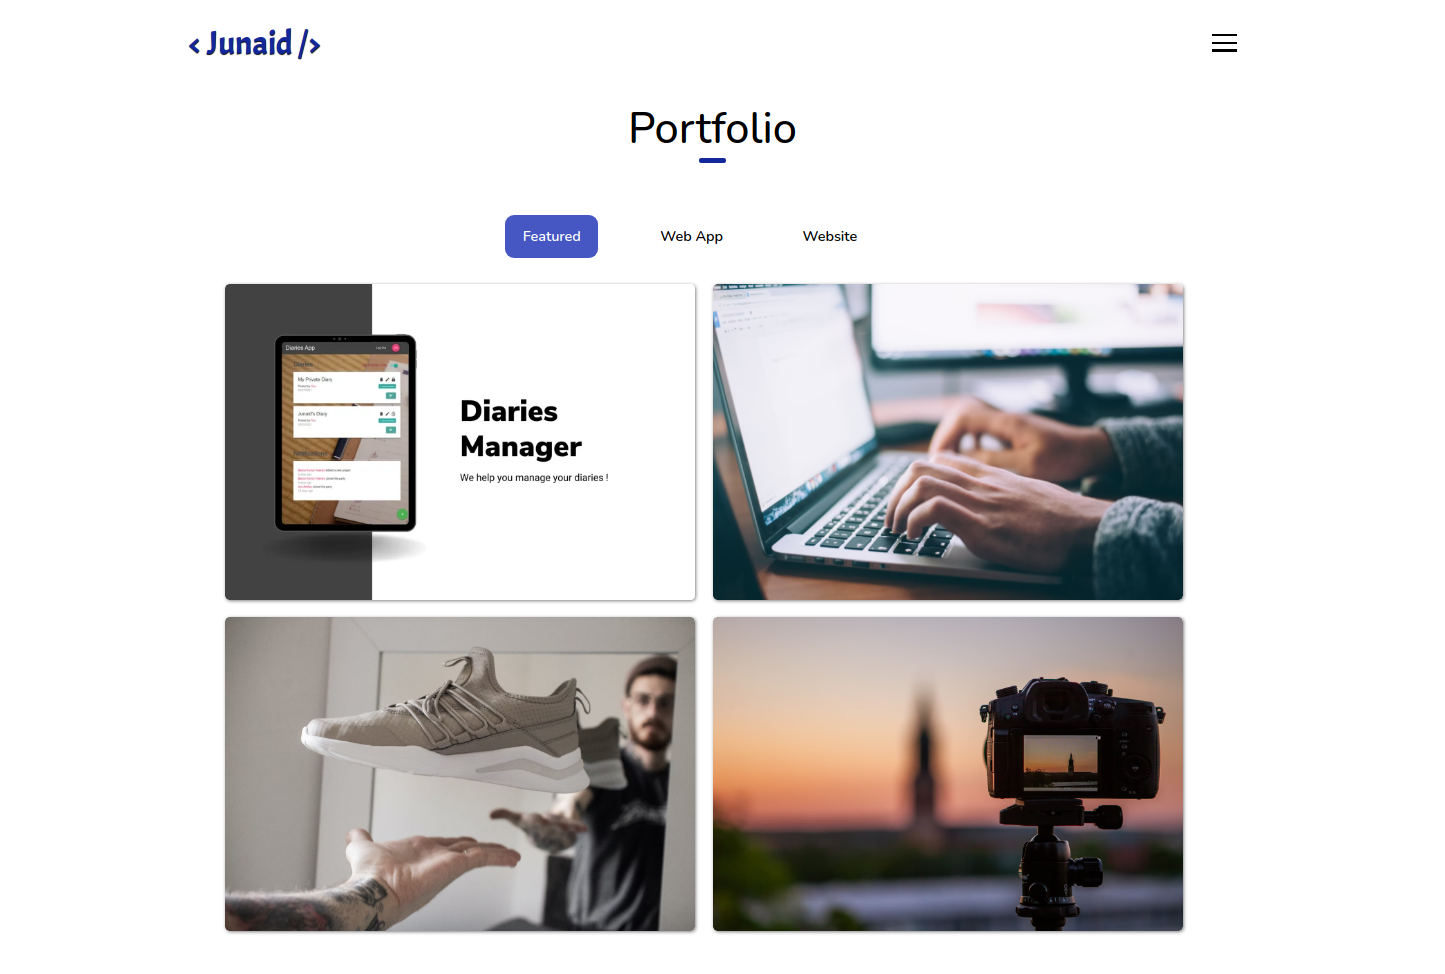 < Junaid />
Portfolio
Featured
Web App
Website
Diaries App
Diaries
My Private Diary
Junaid's Diary
Diaries
Manager
We help you manage your diaries !